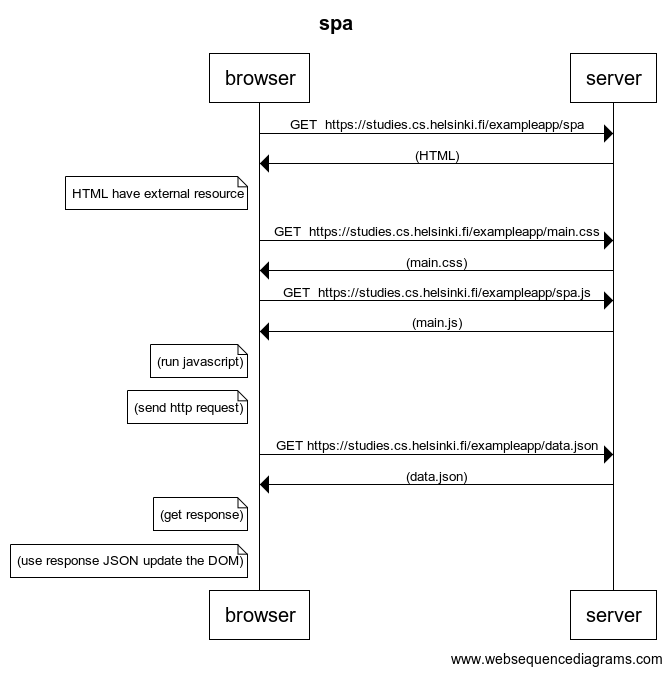 spa
browser
server
GET  https://studies.cs.helsinki.fi/exampleapp/spa
(HTML)
HTML have external resource
GET  https://studies.cs.helsinki.fi/exampleapp/main.css
(main.css)
GET  https://studies.cs.helsinki.fi/exampleapp/spa.js
(main.js)
(run javascript)
(send http request)
GET https://studies.cs.helsinki.fi/exampleapp/data.json
(data.json)
(get response)
(use response JSON update the DOM)
browser
server
www.websequencediagrams.com